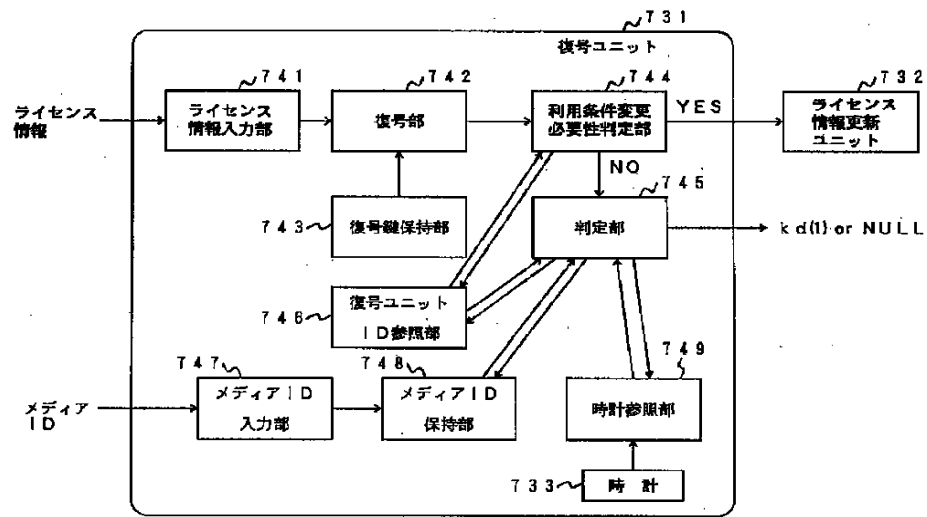 731
復号ユニット
741
742
744
732
ライセンス
情報
ライセンス
情報入力部
復号部
利用条件変更
必要性判定部
YES
ライセンス
情報更新
ユニット
NO
745
743
復号鍵保持部
判定部
kd(1) or NULL
746
復号ユニット
ID参照部
747
748
749
メディア
ID
メディアID
入力部
メディアID
保持部
時計参照部
733
時計